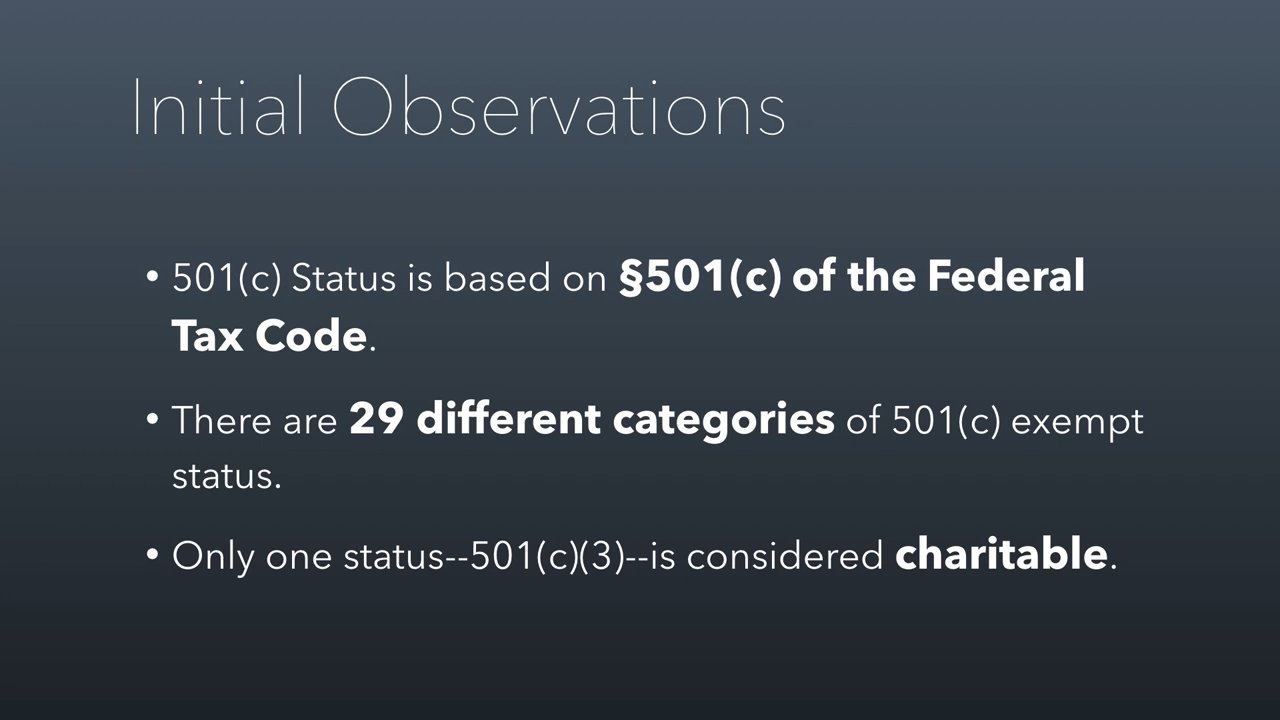 Initial Observations
• 501(c) Status is based on §501(c) of the Federal
Tax Code.
• There are 29 different categories of 501(c) exempt
status.
• Only one status--501(c)(3)--is considered charitable.